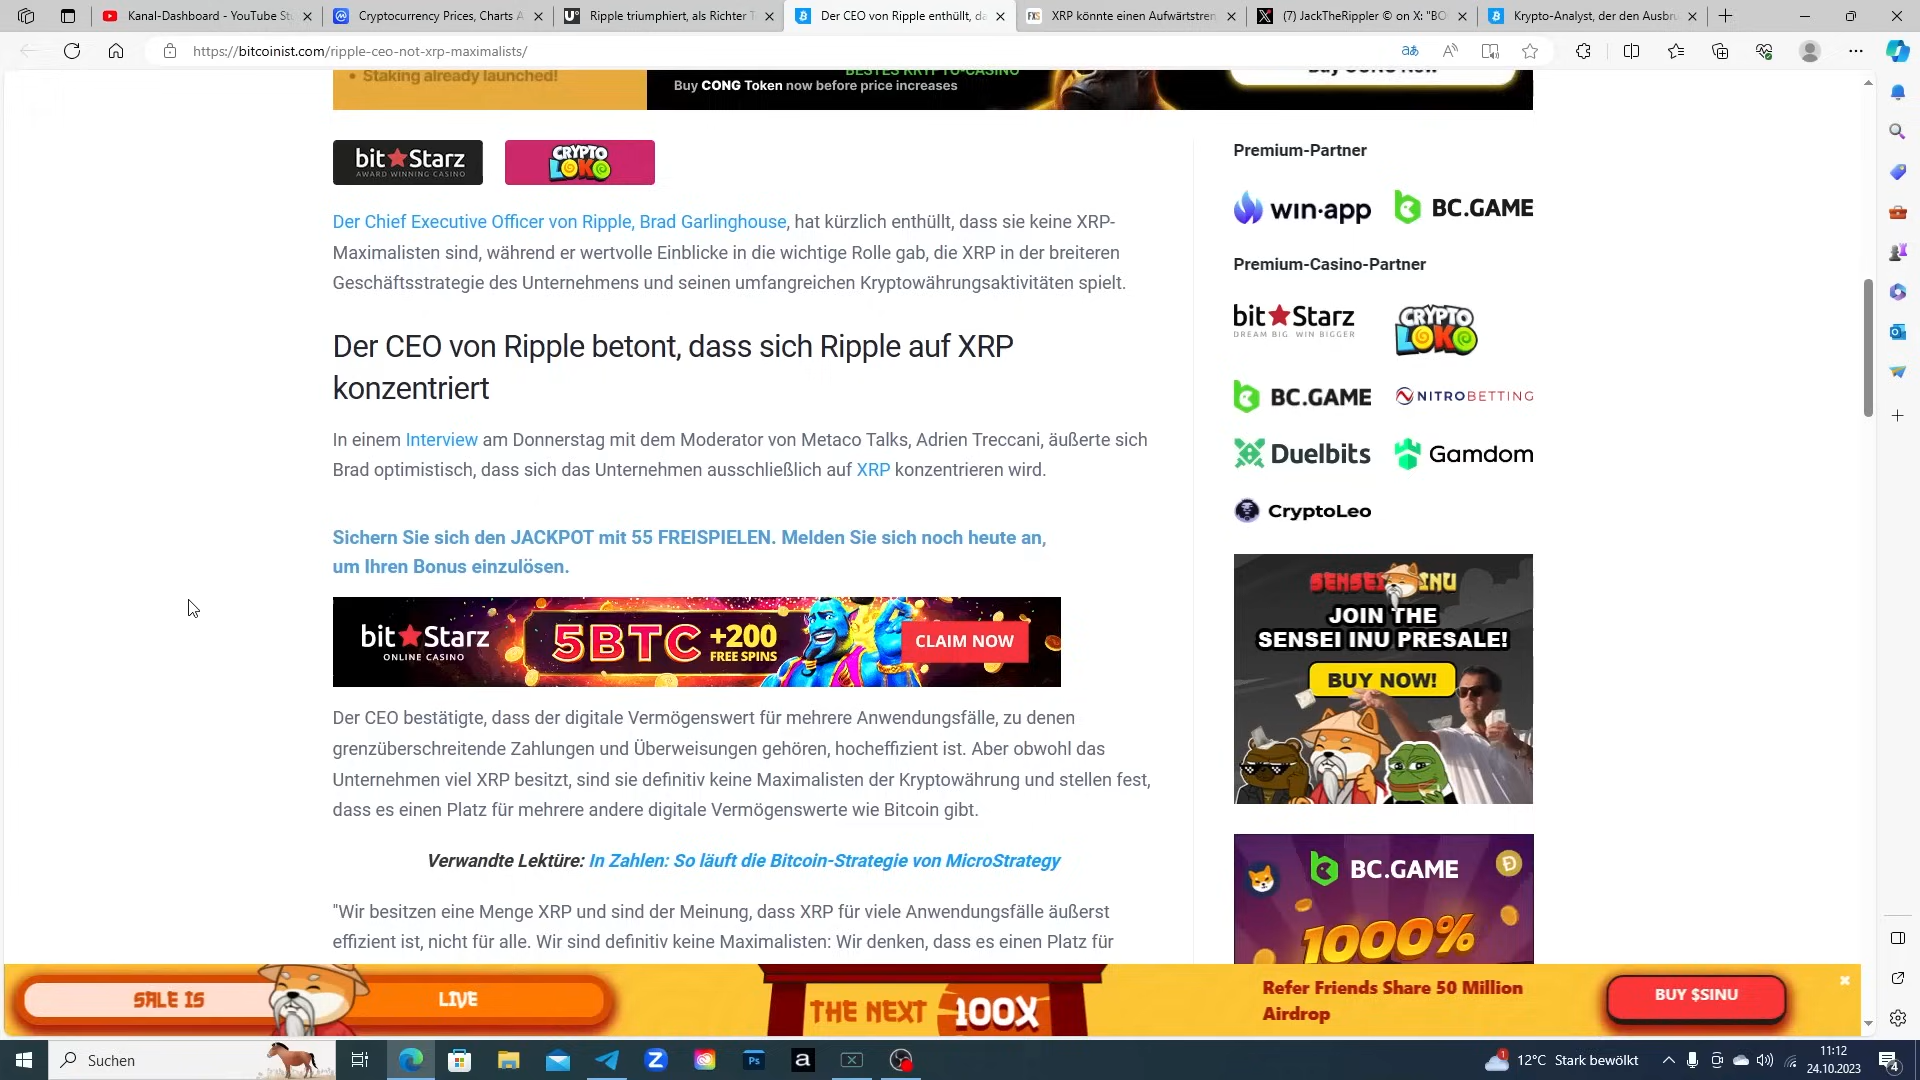 Kanal-Dashboard - YouTube St
Cryptocurrency Prices, Charts A
Ripple triumphiert, als Richter T
Der CEO von Ripple enthüllt, da
XRP könnte einen Aufwärtstren
(7) JackTheRippler © on X: "BO
Krypto-Analyst, der den Ausbru
https://bitcoinist.com/ripple-ceo-not-xrp-maximalists/
• Staking already launched!
BESTES KRYPTO-CASINO
Buy CONG Token now before price increases
Buy CONG Now
bit★Starz
AWARD WINNING CASINO
CRYPTO
LOKO
Der Chief Executive Officer von Ripple, Brad Garlinghouse, hat kürzlich enthüllt, dass sie keine XRP-
Maximalisten sind, während er wertvolle Einblicke in die wichtige Rolle gab, die XRP in der breiteren
Geschäftsstrategie des Unternehmens und seinen umfangreichen Kryptowährungsaktivitäten spielt.
Der CEO von Ripple betont, dass sich Ripple auf XRP
konzentriert
In einem Interview am Donnerstag mit dem Moderator von Metaco Talks, Adrien Treccani, äußerte sich
Brad optimistisch, dass sich das Unternehmen ausschließlich auf XRP konzentrieren wird.
Sichern Sie sich den JACKPOT mit 55 FREISPIELEN. Melden Sie sich noch heute an,
um Ihren Bonus einzulösen.
bit★Starz
ONLINE CASINO
5BTC +200
FREE SPINS
CLAIM NOW
Der CEO bestätigte, dass der digitale Vermögenswert für mehrere Anwendungsfälle, zu denen
grenzüberschreitende Zahlungen und Überweisungen gehören, hocheffizient ist. Aber obwohl das
Unternehmen viel XRP besitzt, sind sie definitiv keine Maximalisten der Kryptowährung und stellen fest,
dass es einen Platz für mehrere andere digitale Vermögenswerte wie Bitcoin gibt.
Verwandte Lektüre: In Zahlen: So läuft die Bitcoin-Strategie von MicroStrategy
"Wir besitzen eine Menge XRP und sind der Meinung, dass XRP für viele Anwendungsfälle äußerst
effizient ist, nicht für alle. Wir sind definitiv keine Maximalisten: Wir denken, dass es einen Platz für
Premium-Partner
win·app
BC.GAME
Premium-Casino-Partner
bit★Starz
DREAM BIG WIN BIGGER
CRYPTO
LOKO
BC.GAME
NITROBETTING
Duelbits
Gamdom
CryptoLeo
SENSEI INU
JOIN THE
SENSEI INU PRESALE!
BUY NOW!
BC.GAME
1000%
SALE IS
LIVE
THE NEXT 100X
Refer Friends Share 50 Million
Airdrop
BUY $SINU
Suchen
12°C Stark bewölkt
11:12
24.10.2023